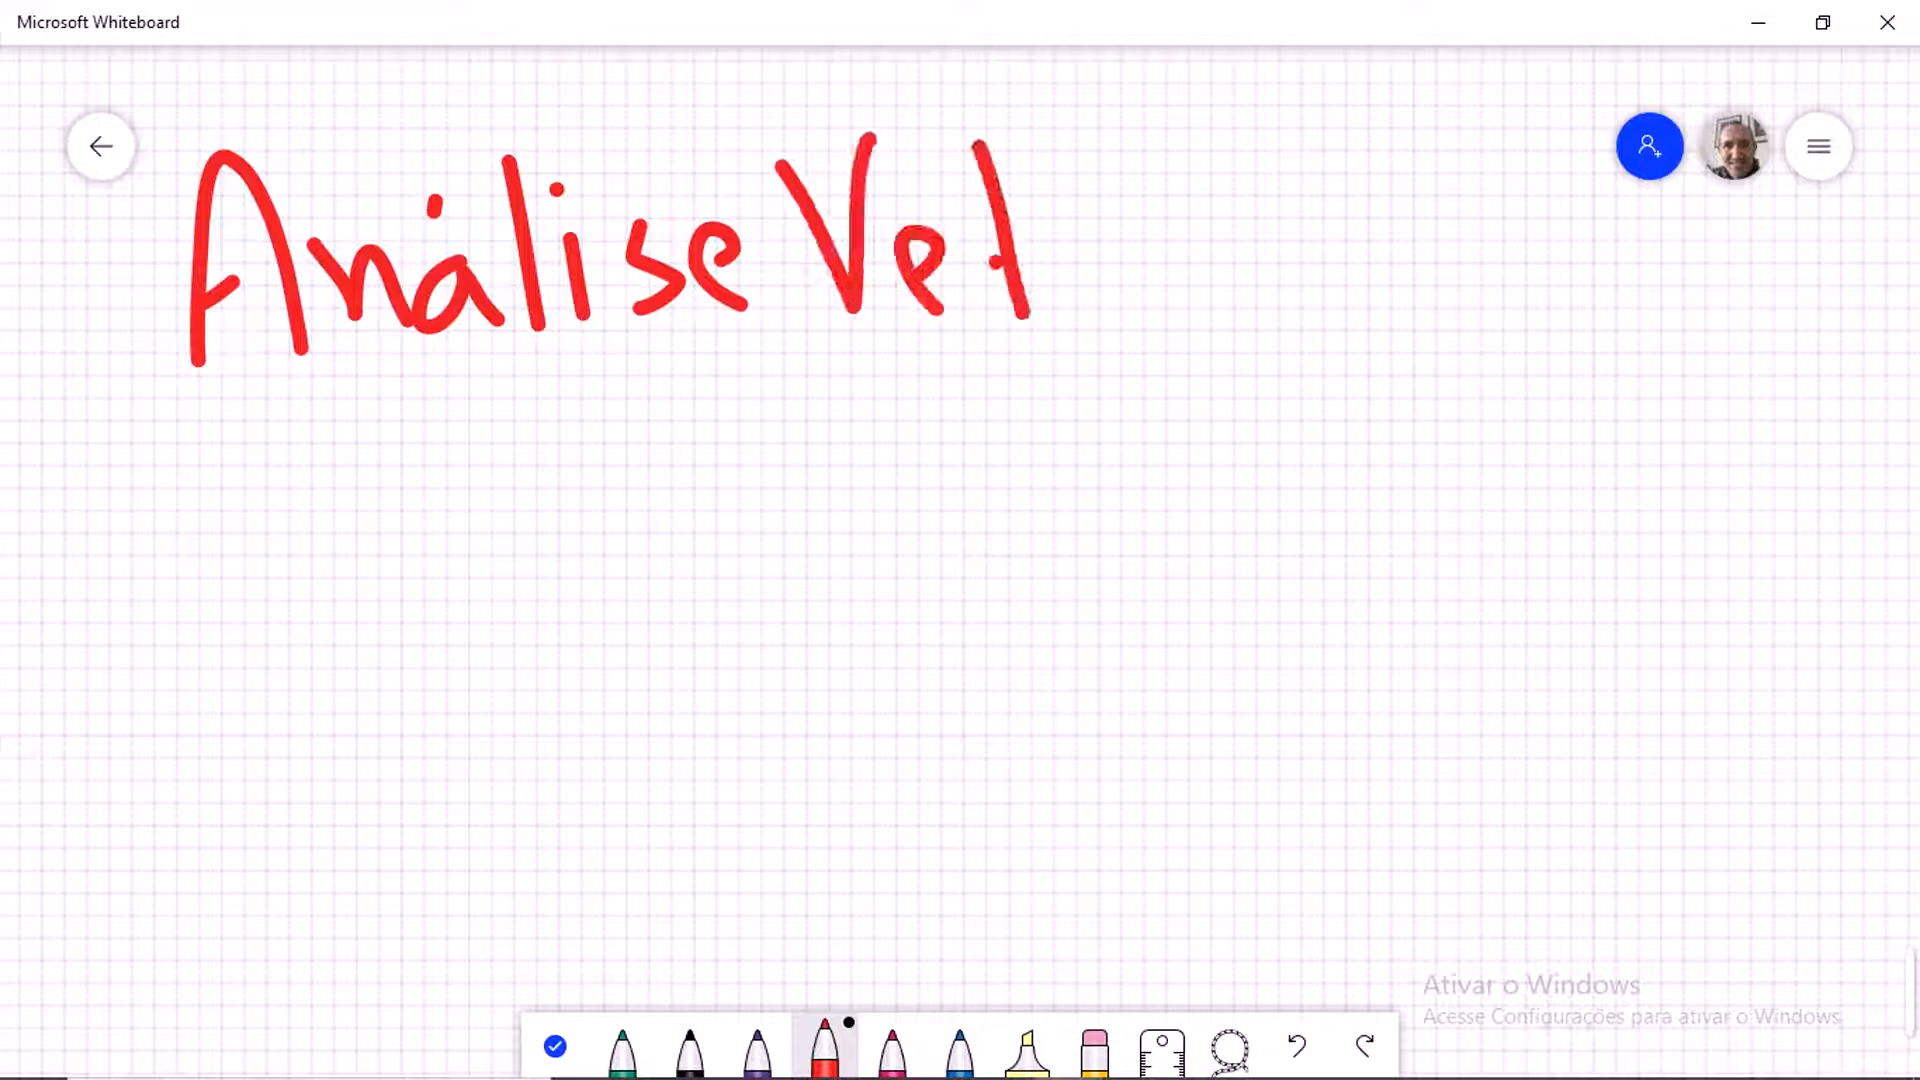 Microsoft Whiteboard
Análise Vet
Ativar o Windows
Acesse Configurações para ativar o Windows.